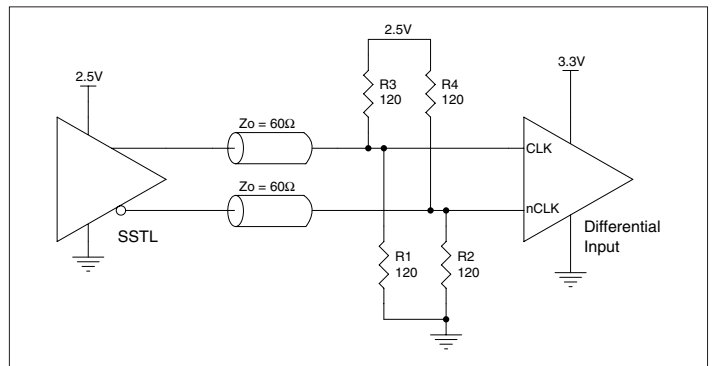 2.5V
2.5V
3.3V
R3
120
R4
120
Zo = 60Ω
CLK
Zo = 60Ω
nCLK
SSTL
Differential
Input
R1
120
R2
120